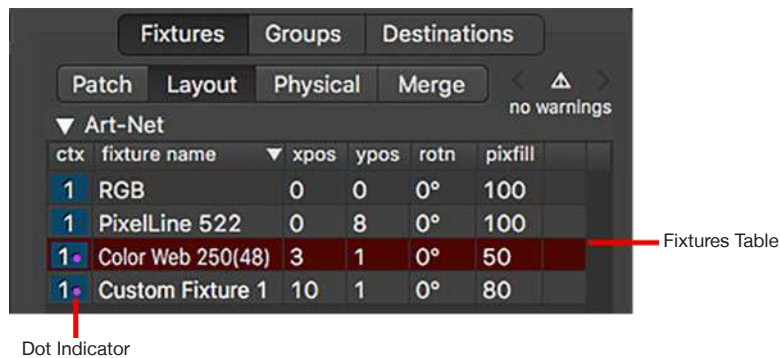 Fixtures Groups Destinations
Patch Layout Physical Merge
no warnings
Art-Net
ctx fixture name xpos ypos rotn pixfill
1 RGB 0 0 0° 100
1 PixelLine 522 0 8 0° 100
1 Color Web 250(48) 3 1 0° 50
Fixtures Table
1 Custom Fixture 1 10 1 0° 80
Dot Indicator